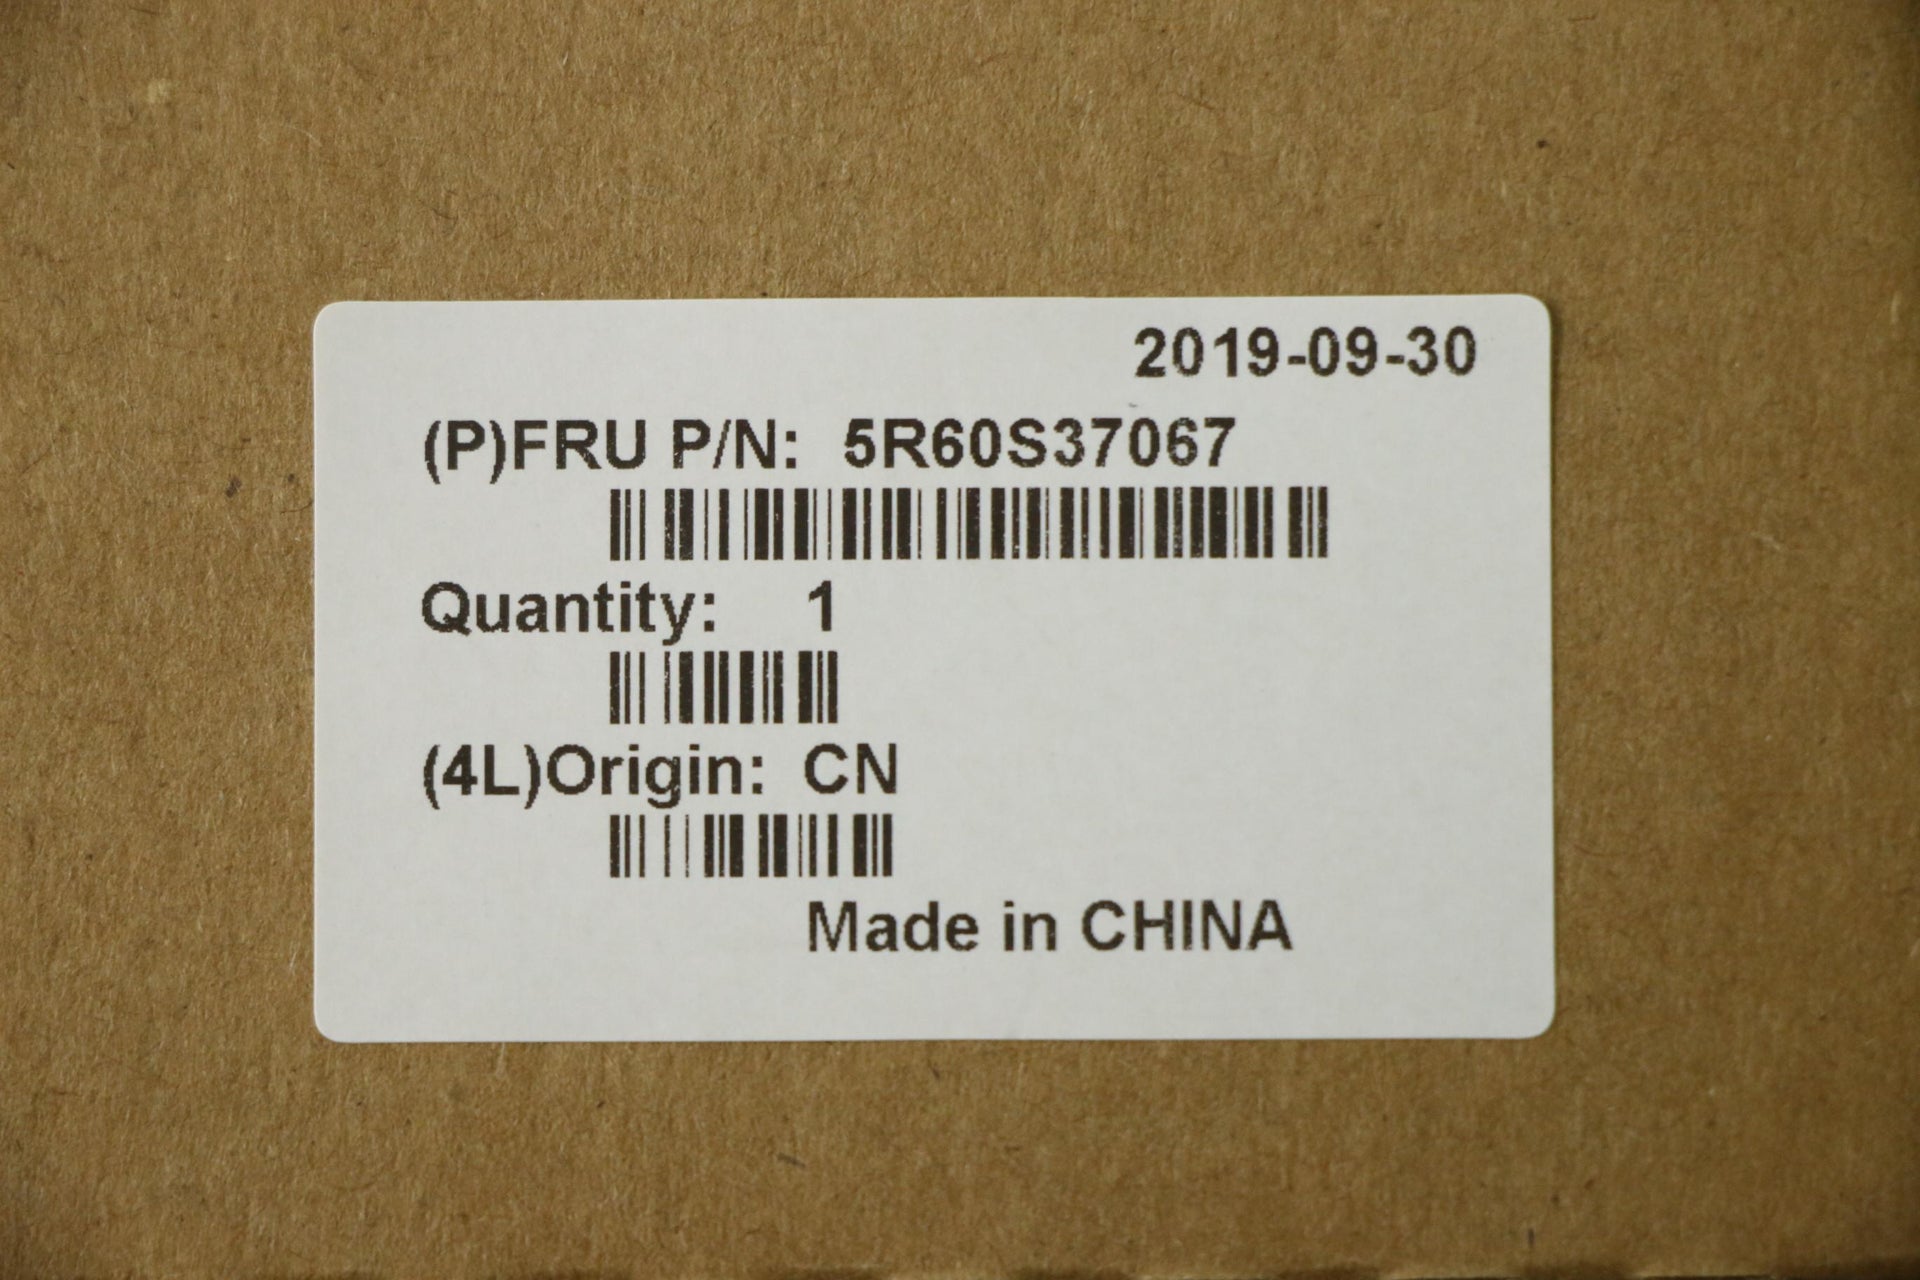 2019-09-30
(P)FRU P/N: 5R60S37067
Quantity: 1
(4L)Origin: CN
Made in CHINA